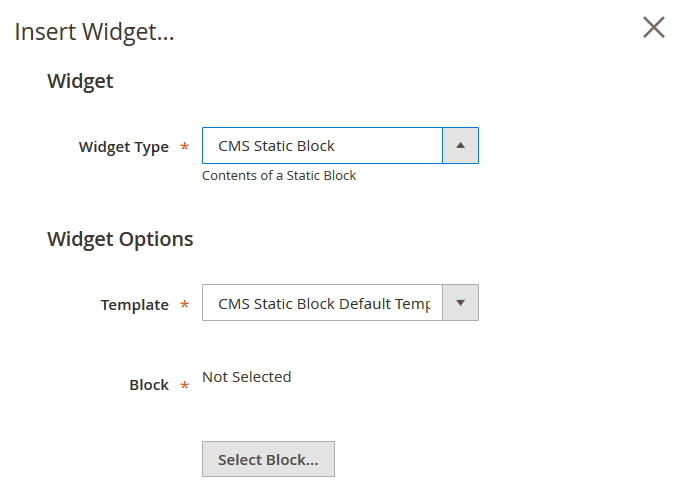 Insert Widget...
Widget
Widget Type *
CMS Static Block
Contents of a Static Block
Widget Options
Template *
CMS Static Block Default Temp
Block *
Not Selected
Select Block...